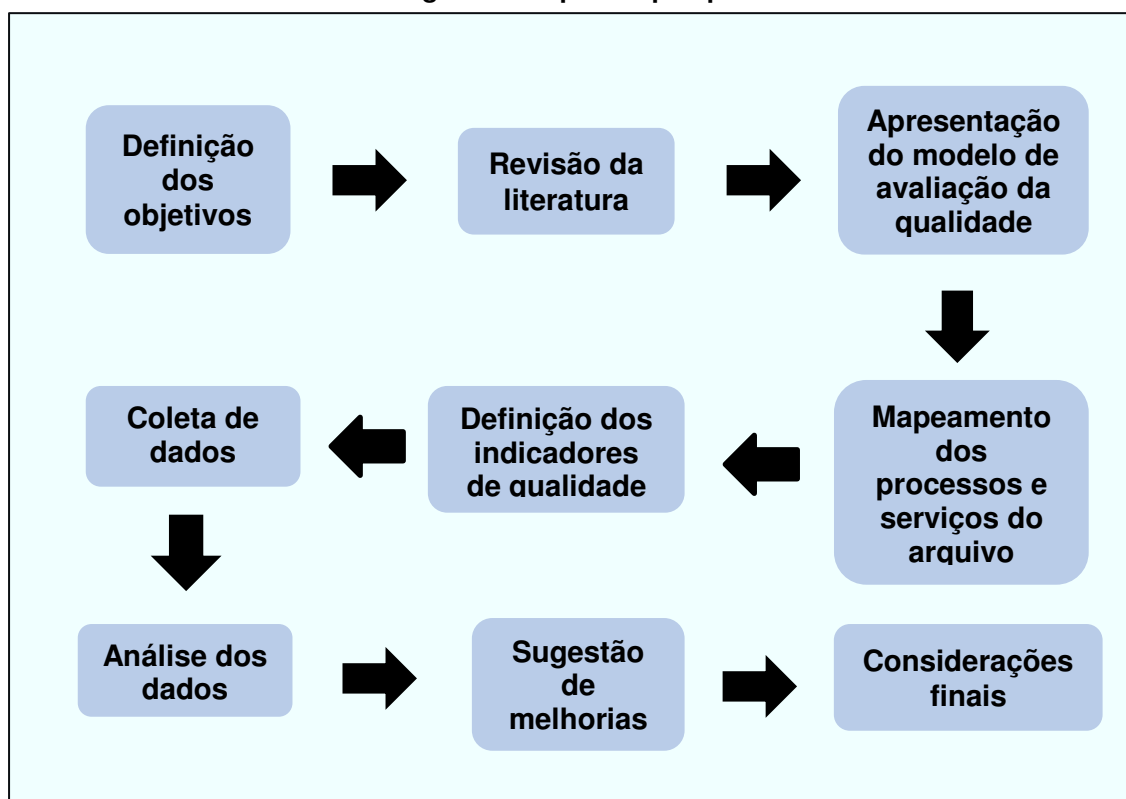 Definição
dos
objetivos
Revisão da
literatura
Apresentação
do modelo de
avaliação da
qualidade
Mapeamento
dos
processos e
serviços do
arquivo
Definição dos
indicadores
de qualidade
Coleta de
dados
Análise dos
dados
Sugestão
de
melhorias
Considerações
finais